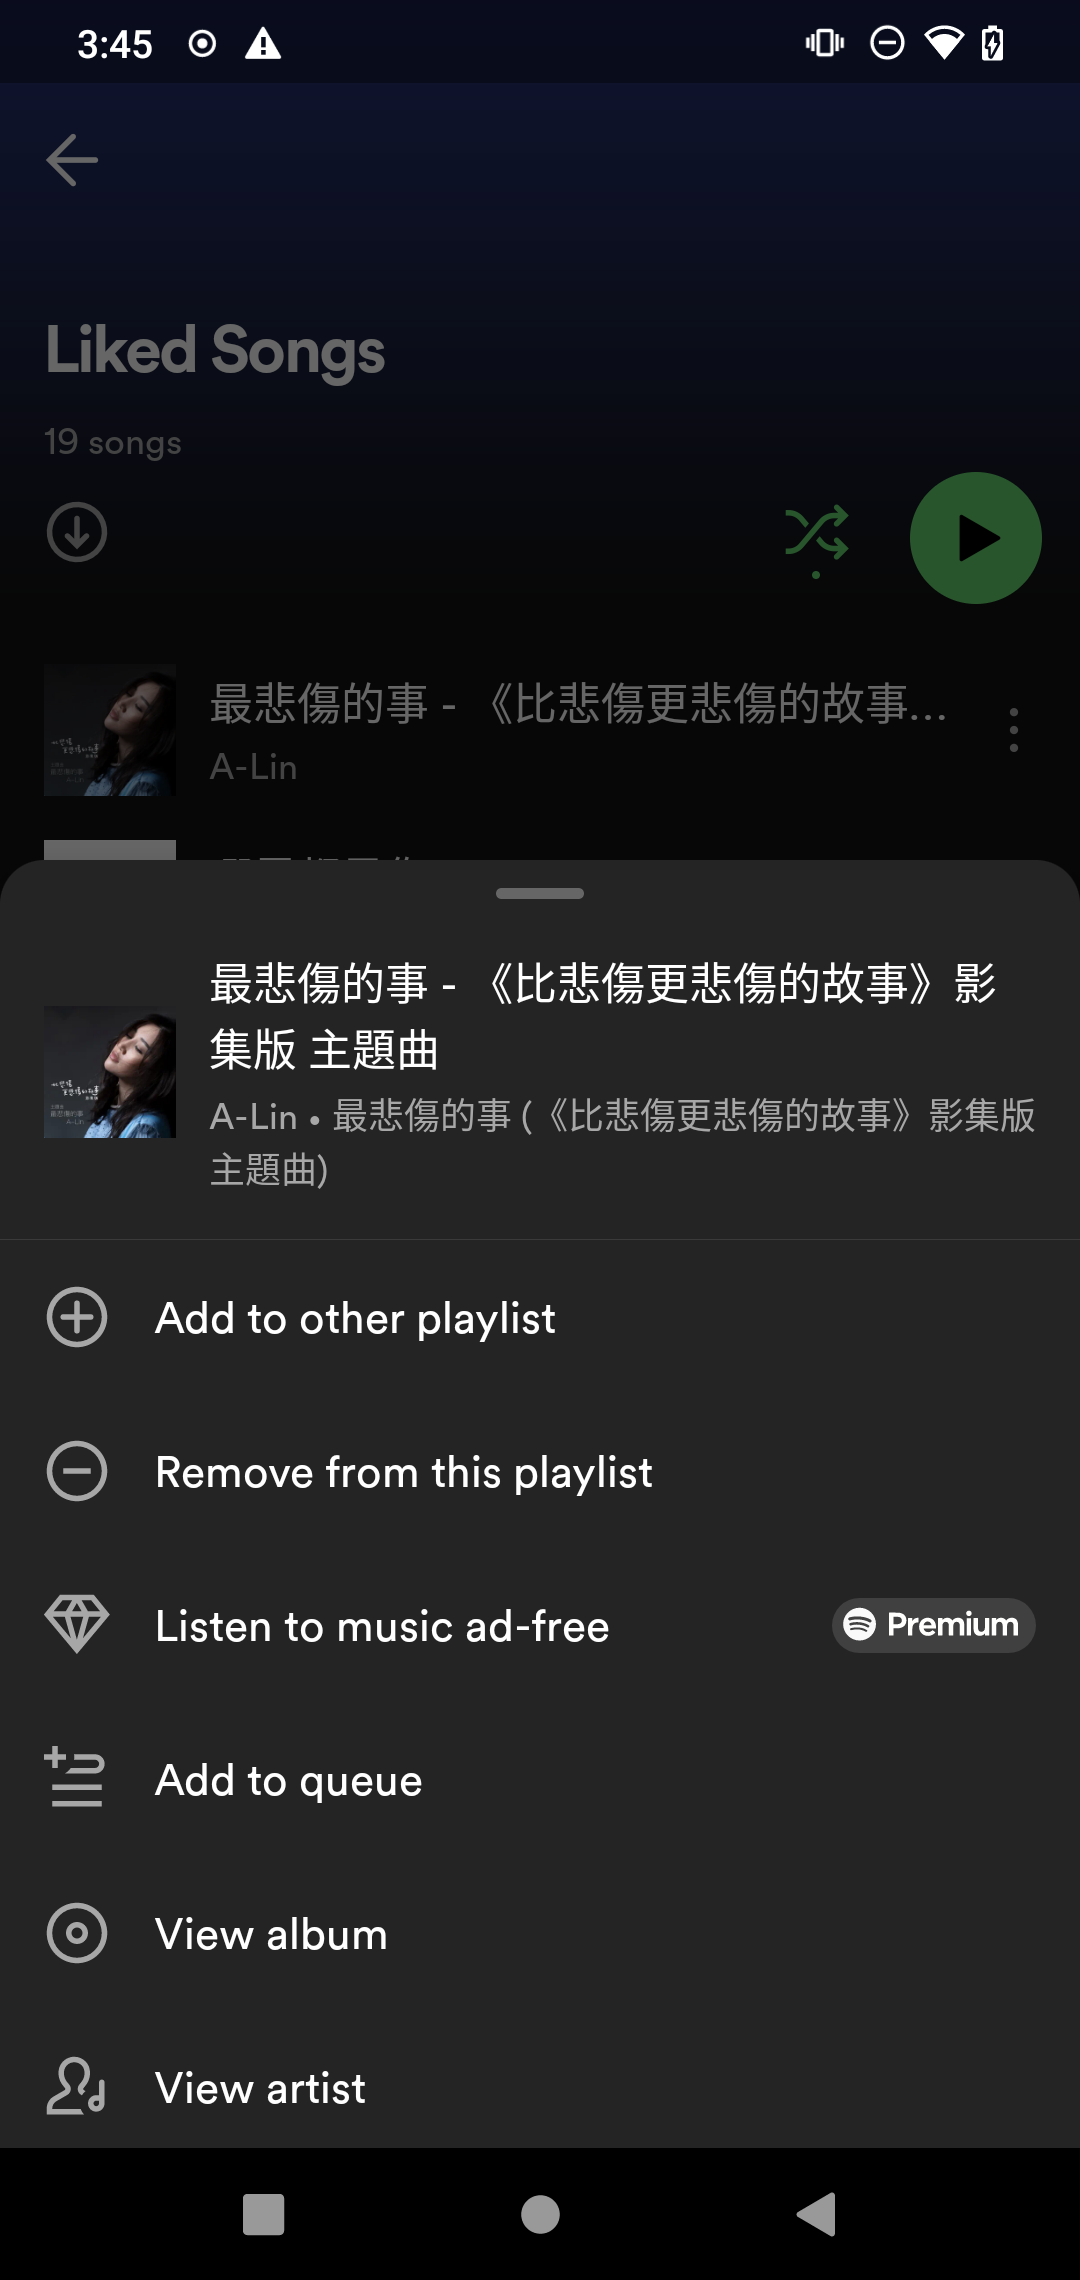 3:45
Liked Songs
19 songs
最悲傷的事 - 《比悲傷更悲傷的故事...
A-Lin
最悲傷的事 - 《比悲傷更悲傷的故事》影
集版 主題曲
A-Lin • 最悲傷的事 (《比悲傷更悲傷的故事》影集版
主題曲)
Add to other playlist
Remove from this playlist
Listen to music ad-free
Premium
Add to queue
View album
View artist